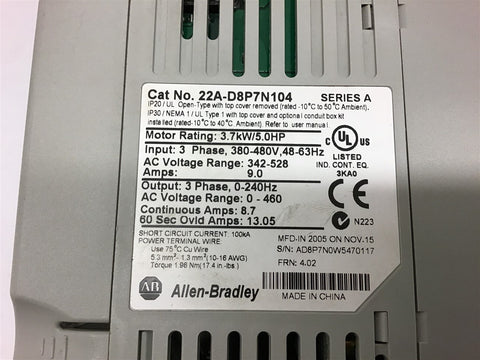 Cat No. 22A-D8P7N104 SERIES A
IP20 / UL Open-Type with top cover removed (rated -10°C to 50°C Ambient).
IP30 / NEMA 1 / UL Type 1 with top cover and optional conduit box kit
installed (rated-10°C to 40°C Ambient). Refer to user manual.
Motor Rating: 3.7kW/5.0HP
Input: 3 Phase, 380-480V, 48-63Hz
AC Voltage Range: 342-528
Amps: 9.0
Output: 3 Phase, 0-240Hz
AC Voltage Range: 0 - 460
Continuous Amps: 8.7
60 Sec Ovld Amps: 13.05
C UL US
LISTED
IND. CONT. EQ.
3KA0
CE
N223
SHORT CIRCUIT CURRENT: 100kA
POWER TERMINAL WIRE
Use 75°C Cu Wire
5.3 mm² - 1.3 mm² (10-16 AWG)
Torque 1.96 Nm (17.4 in.-lbs)
MFD-IN 2005 ON NOV-15
S/N: AD8P7N0W5470117
FRN: 4.02
AB Allen-Bradley
MADE IN CHINA